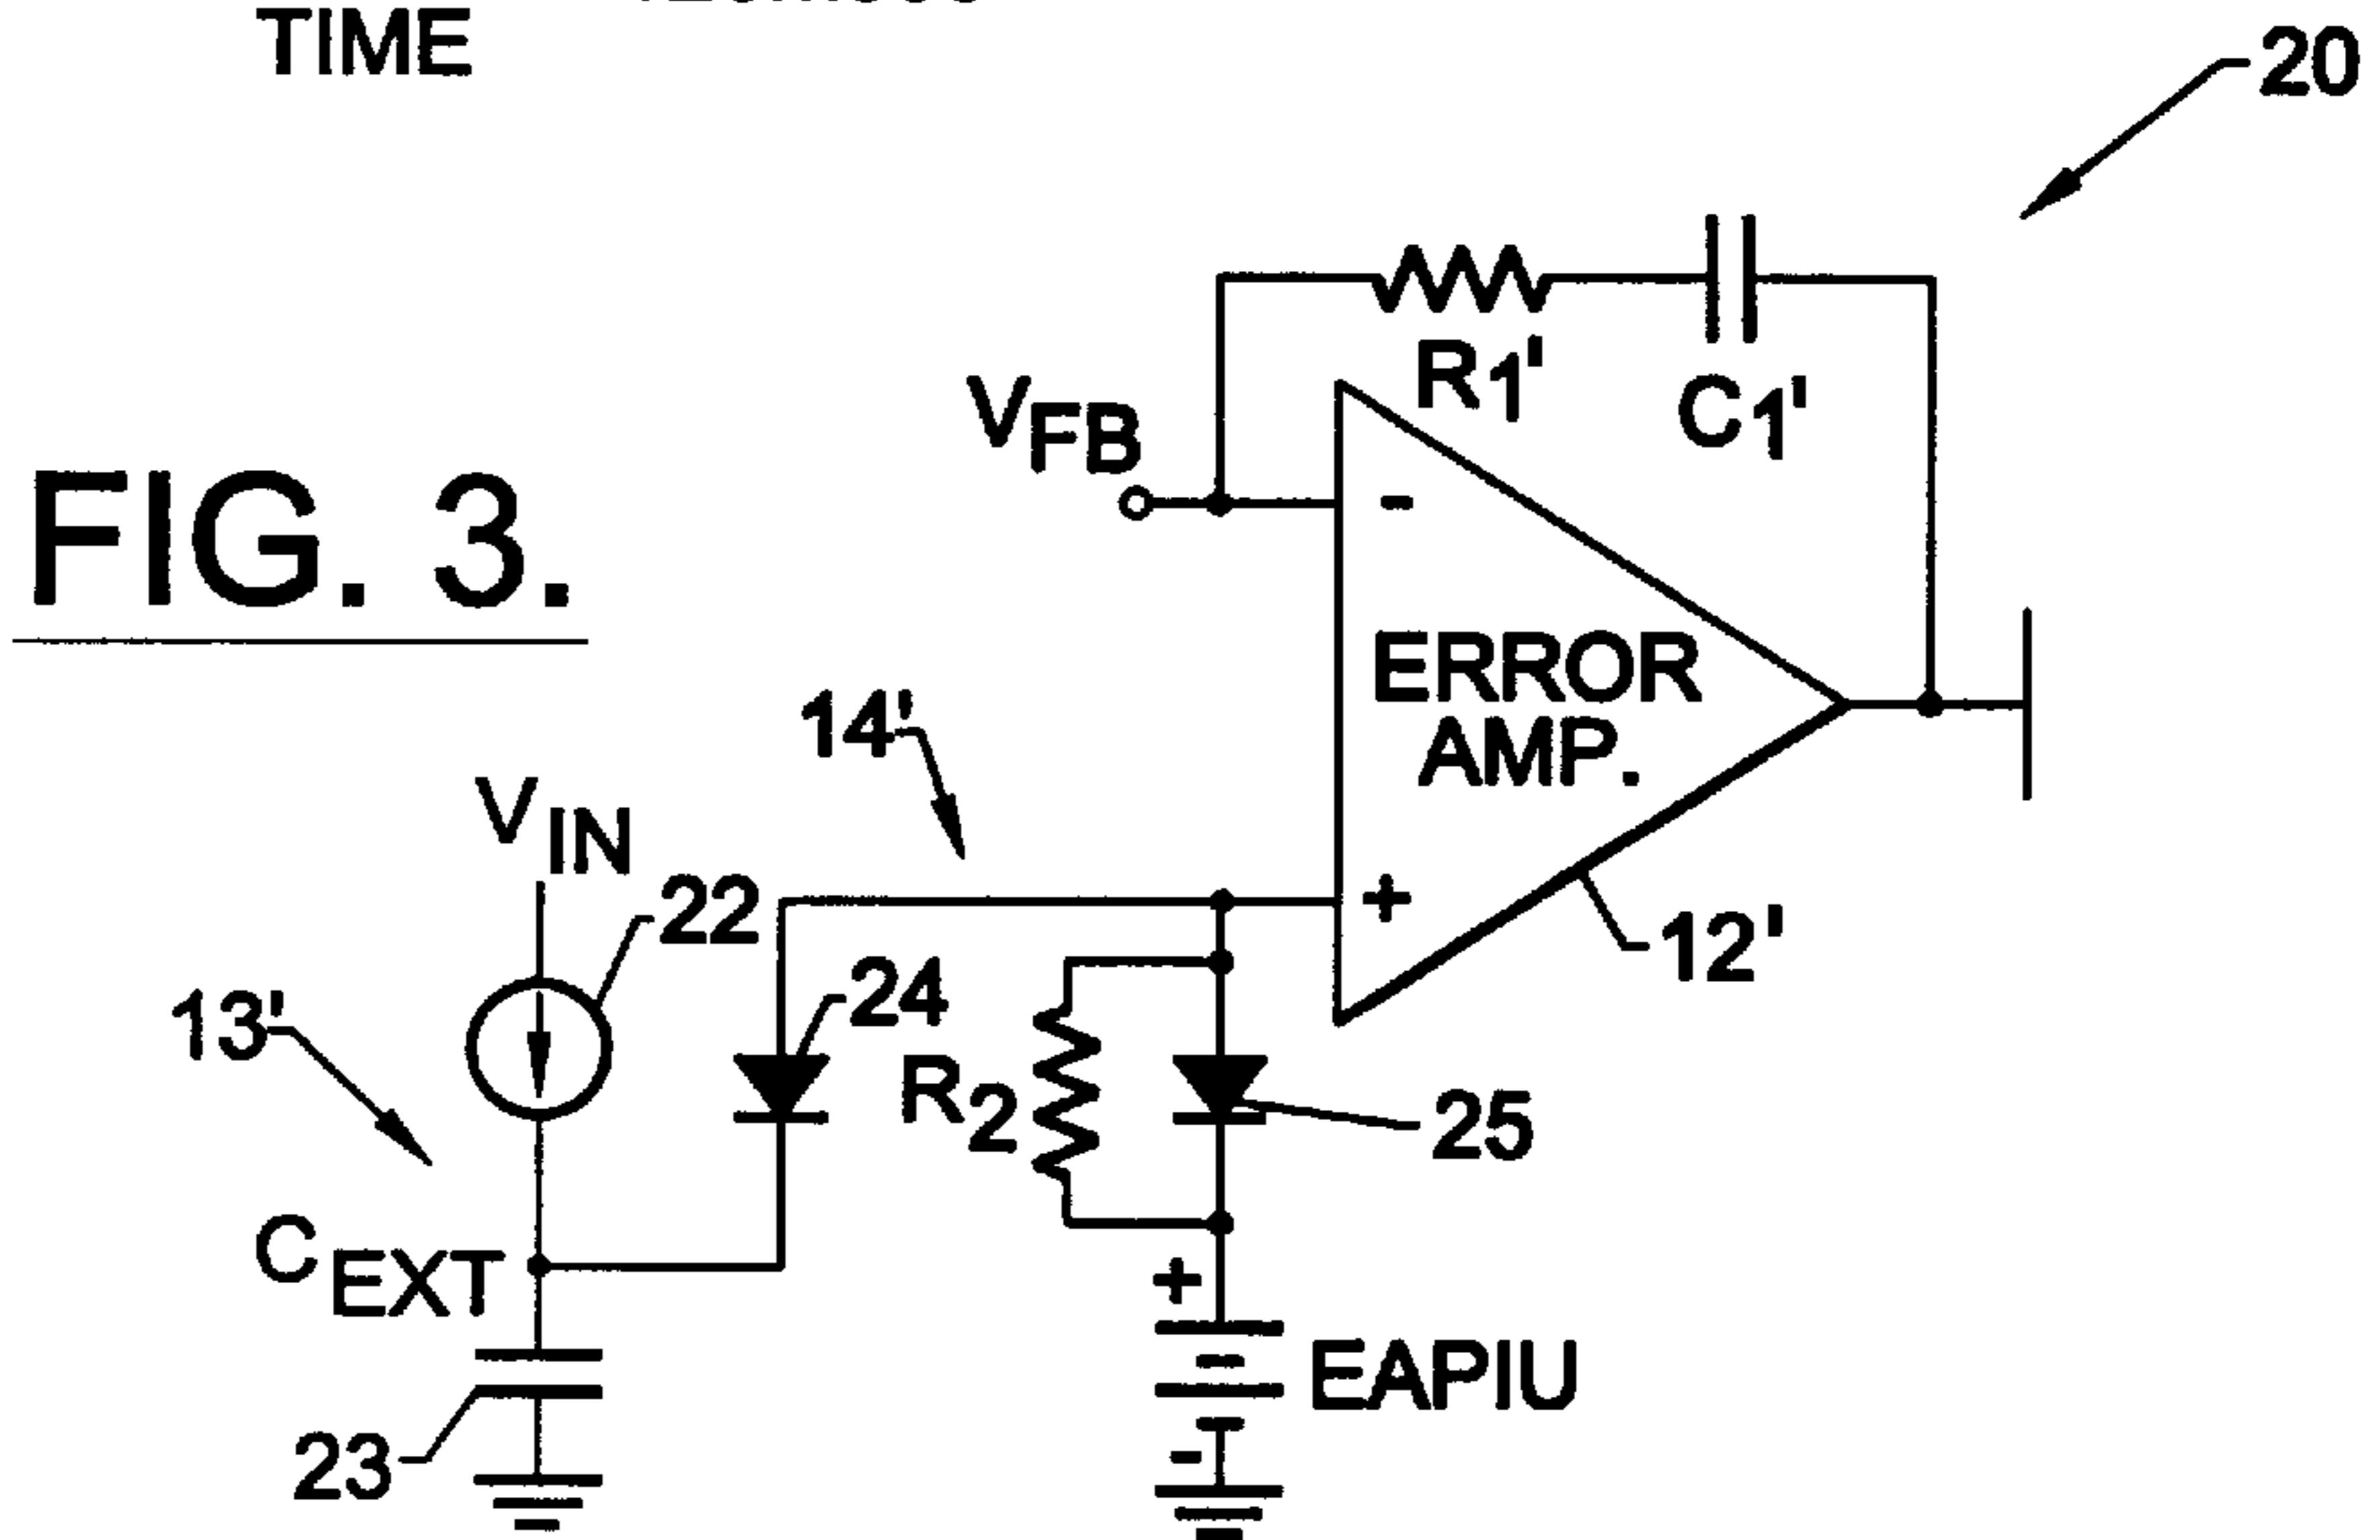 TIME
20
R1'
C1'
VFB
-
FIG. 3.
ERROR
AMP.
14'
VIN
22
+
12'
13'
24
R2
25
CEXT
+
EAPIU
23
-